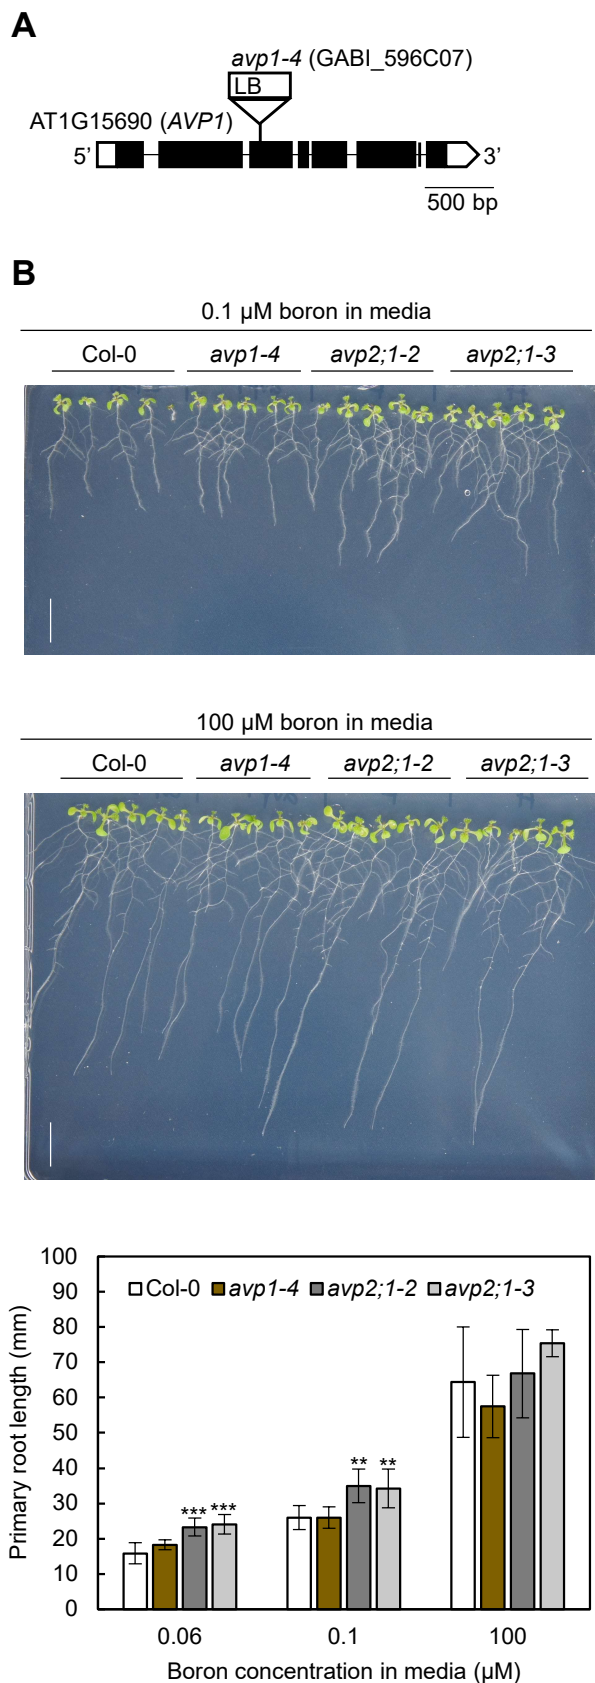 A
avp1-4 (GABI_596C07)
LB
AT1G15690 (AVP1)
5’ 3’
500 bp
B
0.1 µM boron in media
Col-0 avp1-4 avp2;1-2 avp2;1-3
100 µM boron in media
Col-0 avp1-4 avp2;1-2 avp2;1-3
100
90
80
70
60
50
40
30
20
10
0
Primary root length (mm)
Col-0 avp1-4 avp2;1-2 avp2;1-3
*** *** ** **
0.06 0.1 100
Boron concentration in media (µM)